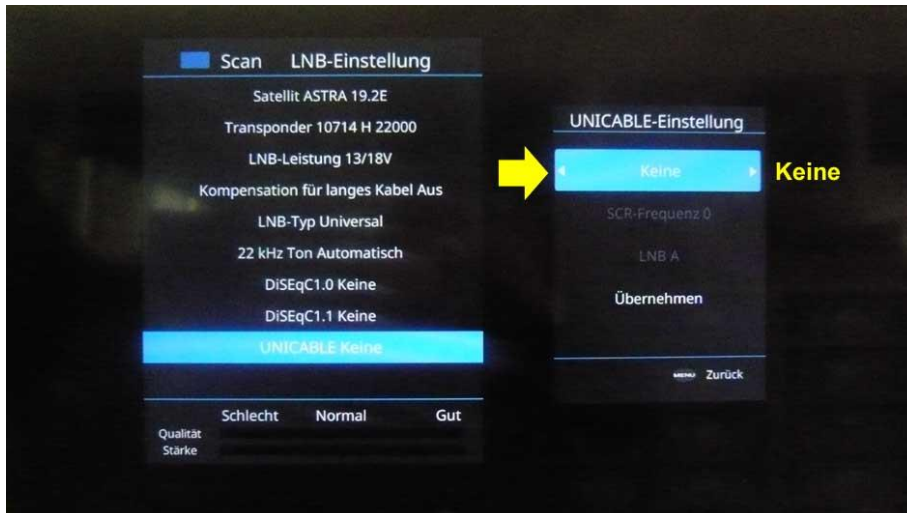 Scan LNB-Einstellung
Satellit ASTRA 19.2E
Transponder 10714 H 22000
LNB-Leistung 13/18V
Kompensation für langes Kabel Aus
LNB-Typ Universal
22 kHz Ton Automatisch
DiSEqC1.0 Keine
DiSEqC1.1 Keine
UNICABLE Keine
Schlecht Normal Gut
Qualität
Stärke
UNICABLE-Einstellung
Keine
Keine
SCR-Frequenz 0
LNB A
Übernehmen
MENU Zurück